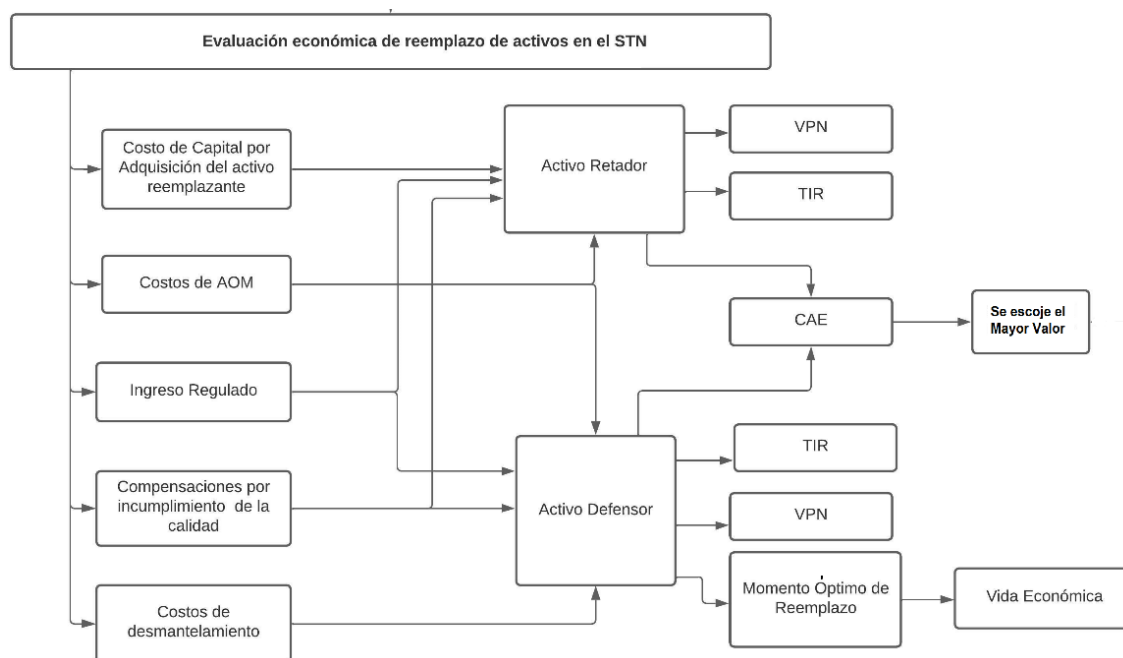 Evaluación económica de reemplazo de activos en el STN
Costo de Capital por
Adquisición del activo
reemplazante
Costos de AOM
Ingreso Regulado
Compensaciones por
incumplimiento de la
calidad
Costos de
desmantelamiento
Activo Retador
Activo Defensor
VPN
TIR
CAE
Se escoje el
Mayor Valor
TIR
VPN
Momento Óptimo de
Reemplazo
Vida Económica